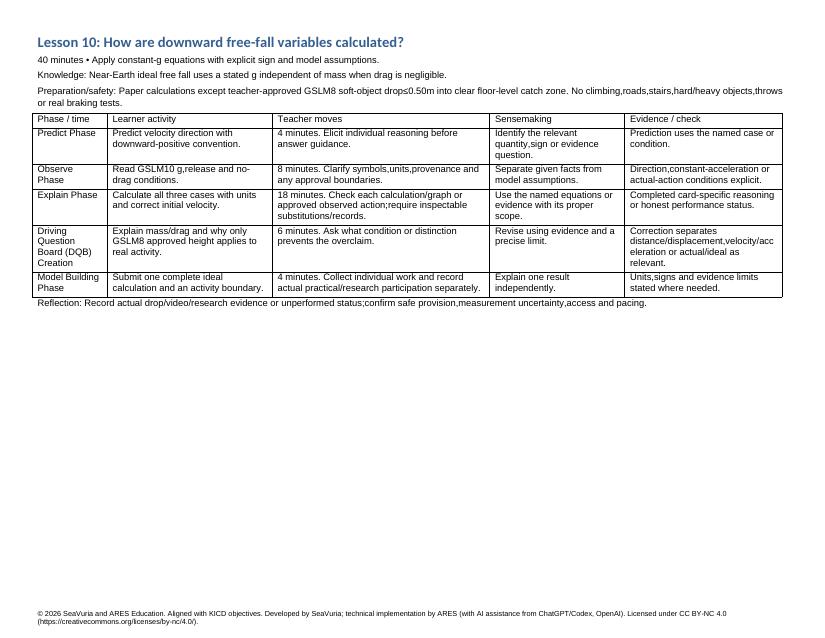 Lesson 10: How are downward free-fall variables calculated?
40 minutes • Apply constant-g equations with explicit sign and model assumptions.
Knowledge: Near-Earth ideal free fall uses a stated g independent of mass when drag is negligible.
Preparation/safety: Paper calculations except teacher-approved GSLM8 soft-object drops≤0.50m into clear floor-level catch zone. No climbing,roads,stairs,hard/heavy objects,throws
or real braking tests.
Phase / time
Learner activity
Teacher moves
Sensemaking
Evidence / check
Predict Phase
Predict velocity direction with
downward-positive convention.
4 minutes. Elicit individual reasoning before
answer guidance.
Identify the relevant
quantity,sign or evidence
question.
Prediction uses the named case or
condition.
Observe
Phase
Read GSLM10 g,release and no-
drag conditions.
8 minutes. Clarify symbols,units,provenance and
any approval boundaries.
Separate given facts from
model assumptions.
Direction,constant-acceleration or
actual-action conditions explicit.
Explain Phase
Calculate all three cases with units
and correct initial velocity.
18 minutes. Check each calculation/graph or
approved observed action;require inspectable
substitutions/records.
Use the named equations or
evidence with its proper
scope.
Completed card-specific reasoning
or honest performance status.
Driving
Question
Board (DQB)
Creation
Explain mass/drag and why only
GSLM8 approved height applies to
real activity.
6 minutes. Ask what condition or distinction
prevents the overclaim.
Revise using evidence and a
precise limit.
Correction separates
distance/displacement,velocity/acc
eleration or actual/ideal as
relevant.
Model Building
Phase
Submit one complete ideal
calculation and an activity boundary.
4 minutes. Collect individual work and record
actual practical/research participation separately.
Explain one result
independently.
Units,signs and evidence limits
stated where needed.
Reflection: Record actual drop/video/research evidence or unperformed status;confirm safe provision,measurement uncertainty,access and pacing.
© 2026 SeaVuria and ARES Education. Aligned with KICD objectives. Developed by SeaVuria; technical implementation by ARES (with AI assistance from ChatGPT/Codex, OpenAI). Licensed under CC BY-NC 4.0
(https://creativecommons.org/licenses/by-nc/4.0/).